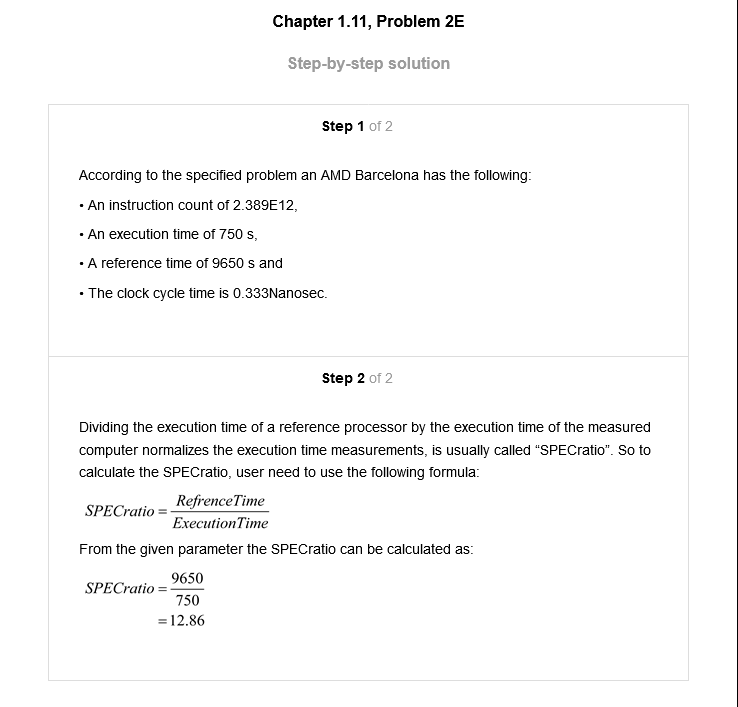 Chapter 1.11, Problem 2E
Step-by-step solution
Step 1 of 2
According to the specified problem an AMD Barcelona has the following:
• An instruction count of 2.389E12,
• An execution time of 750 s,
• A reference time of 9650 s and
• The clock cycle time is 0.333Nanosec.
Step 2 of 2
Dividing the execution time of a reference processor by the execution time of the measured
computer normalizes the execution time measurements, is usually called “SPECratio”. So to
calculate the SPECratio, user need to use the following formula:
SPECratio = RefrenceTime / ExecutionTime
From the given parameter the SPECratio can be calculated as:
SPECratio = 9650 / 750
= 12.86